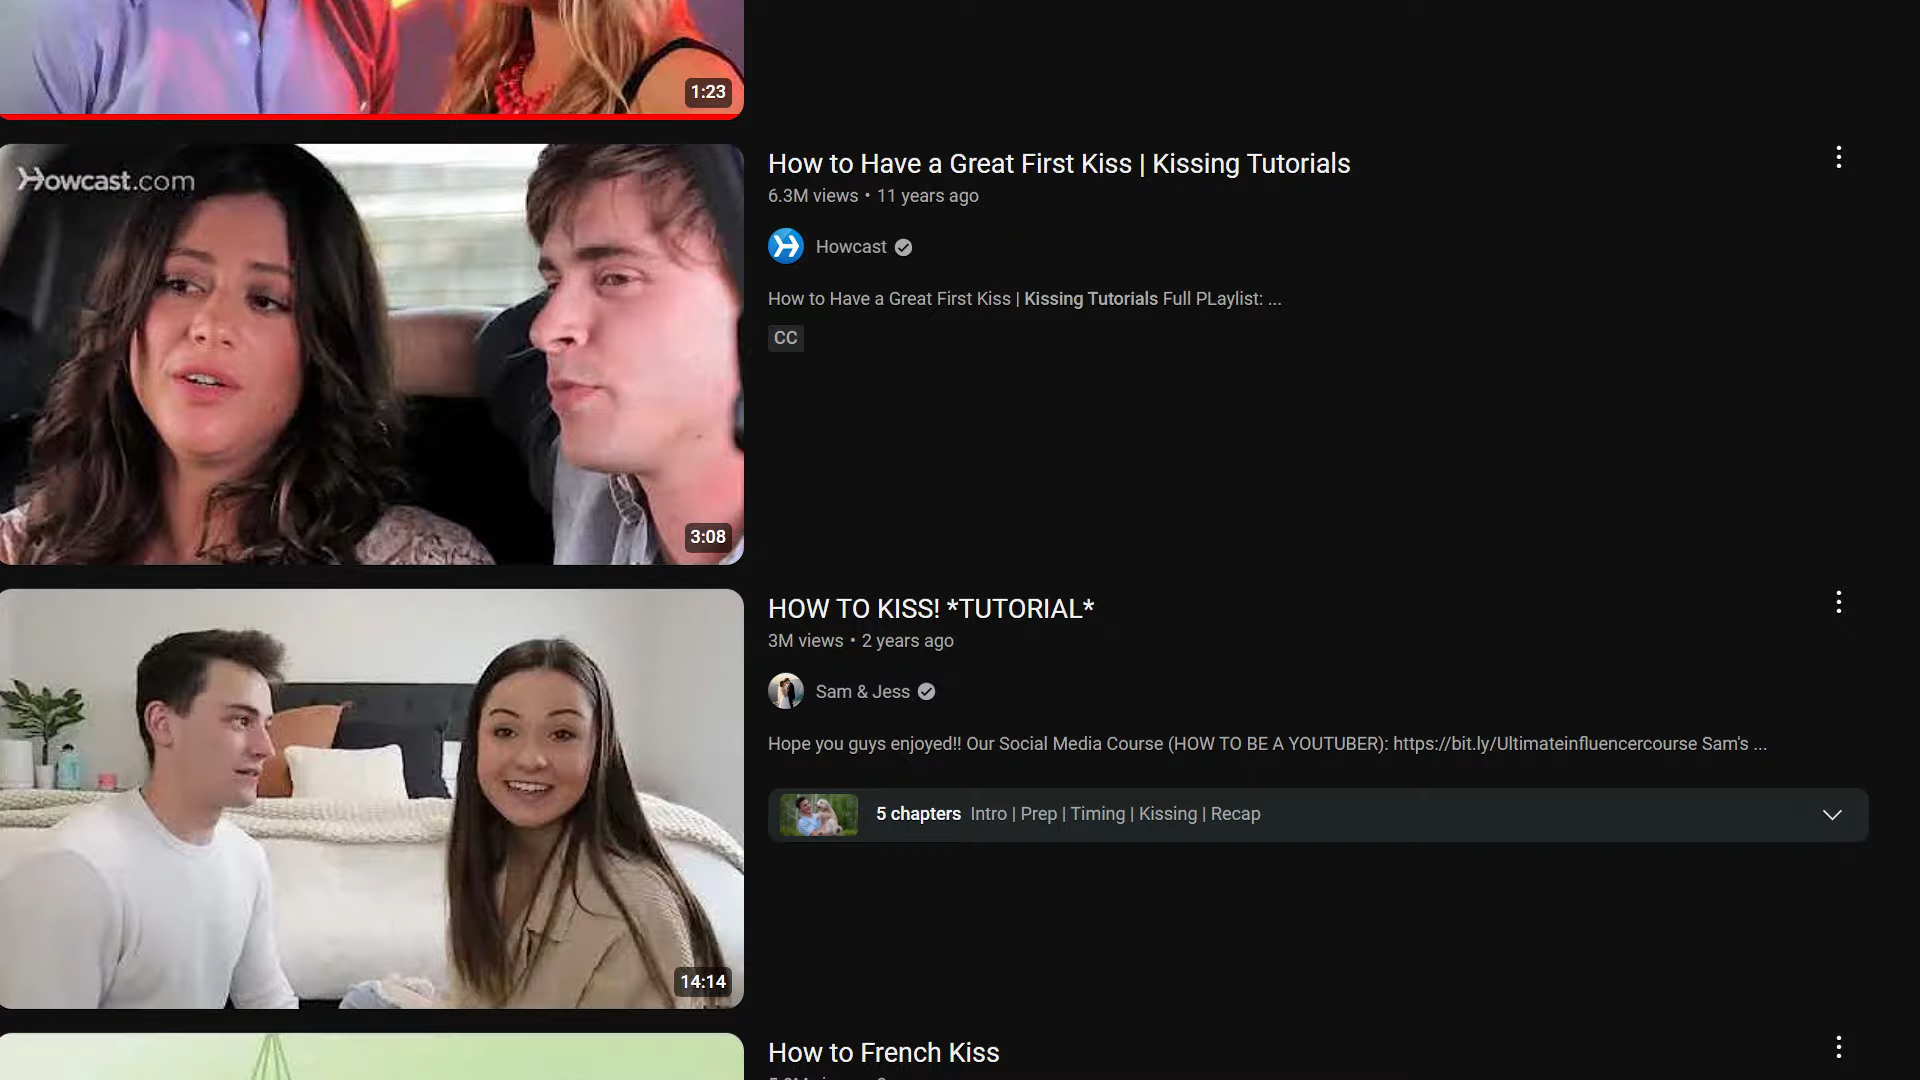 1:23
Howcast.com
3:08
How to Have a Great First Kiss | Kissing Tutorials
6.3M views • 11 years ago
Howcast
How to Have a Great First Kiss | Kissing Tutorials Full PLaylist: ...
CC
14:14
HOW TO KISS! *TUTORIAL*
3M views • 2 years ago
Sam & Jess
Hope you guys enjoyed!! Our Social Media Course (HOW TO BE A YOUTUBER): https://bit.ly/Ultimateinfluencercourse Sam's ...
5 chapters Intro | Prep | Timing | Kissing | Recap
How to French Kiss